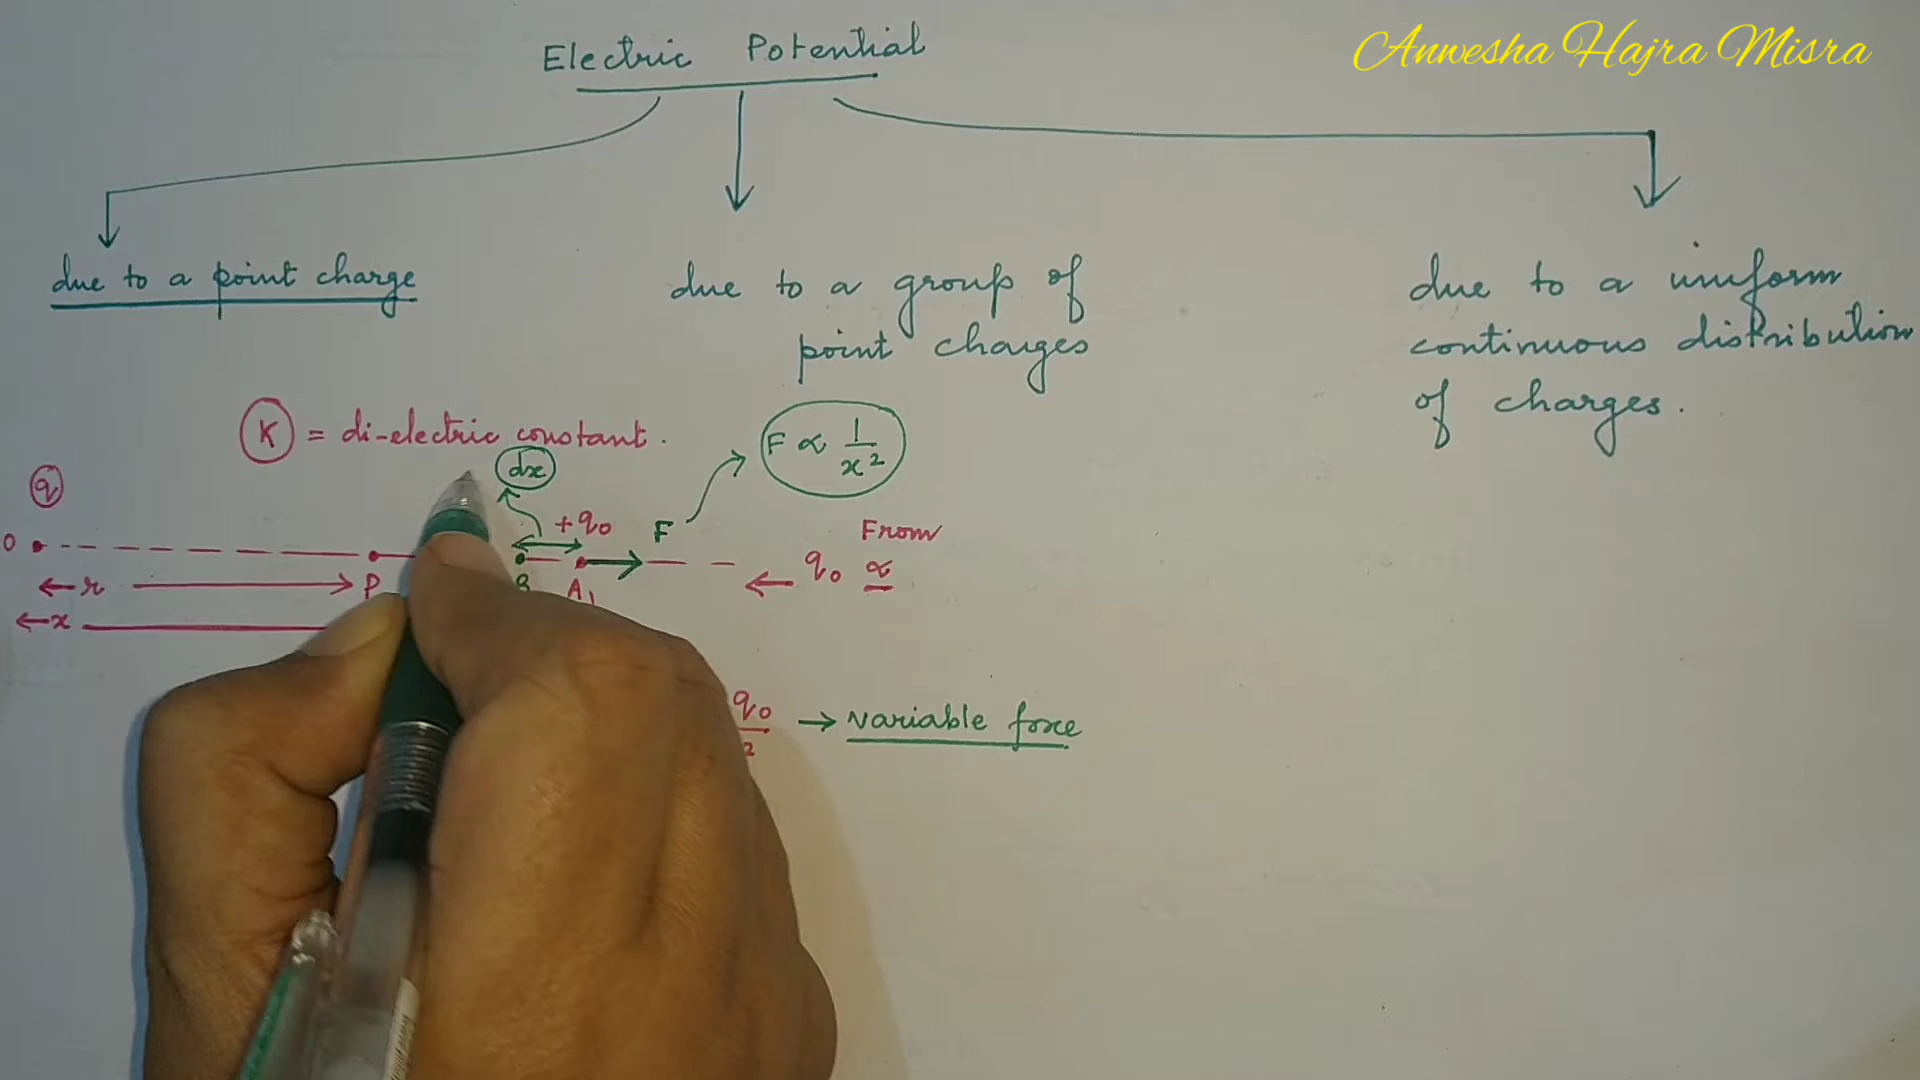 Anwesha Hajra Misra
Electric Potential
due to a point charge
due to a group of
point charges
due to a uniform
continuous distribution
of charges.
K = di-electric constant.
F ∝ 1/x²
dx
q
+q₀
F
From
O
P
B
A
q₀ ∝
← r →
← x
q₀
2
→ variable force